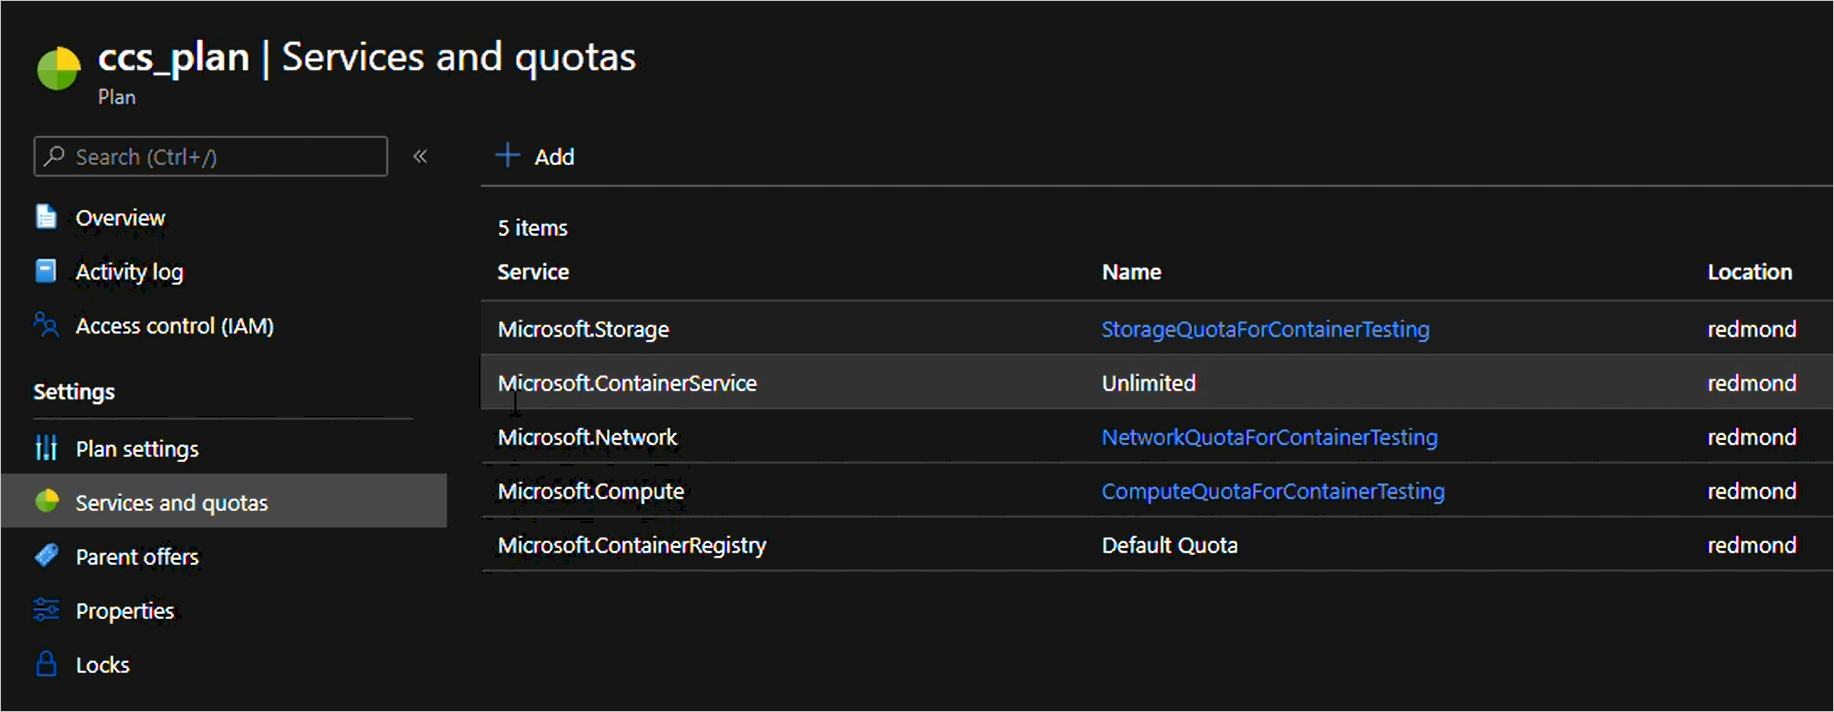 ccs_plan | Services and quotas
Plan
Search (Ctrl+/)
«
Add
Overview
Activity log
Access control (IAM)
Settings
Plan settings
Services and quotas
Parent offers
Properties
Locks
5 items
Service Name Location
Microsoft.Storage StorageQuotaForContainerTesting redmond
Microsoft.ContainerService Unlimited redmond
Microsoft.Network NetworkQuotaForContainerTesting redmond
Microsoft.Compute ComputeQuotaForContainerTesting redmond
Microsoft.ContainerRegistry Default Quota redmond